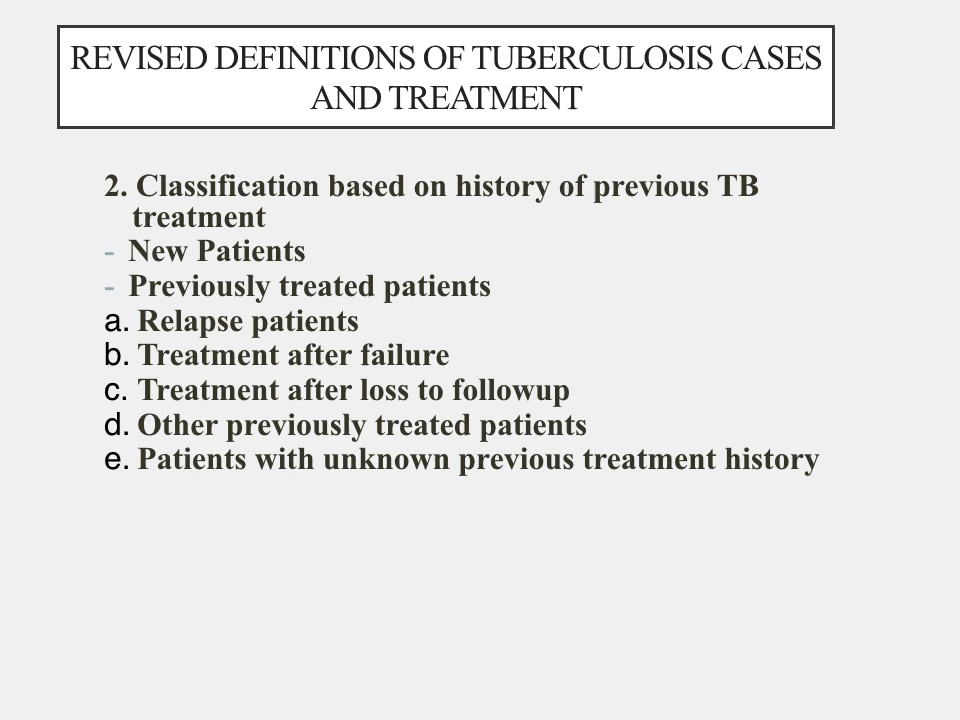 REVISED DEFINITIONS OF TUBERCULOSIS CASES
AND TREATMENT
2. Classification based on history of previous TB
treatment
- New Patients
- Previously treated patients
a. Relapse patients
b. Treatment after failure
c. Treatment after loss to followup
d. Other previously treated patients
e. Patients with unknown previous treatment history